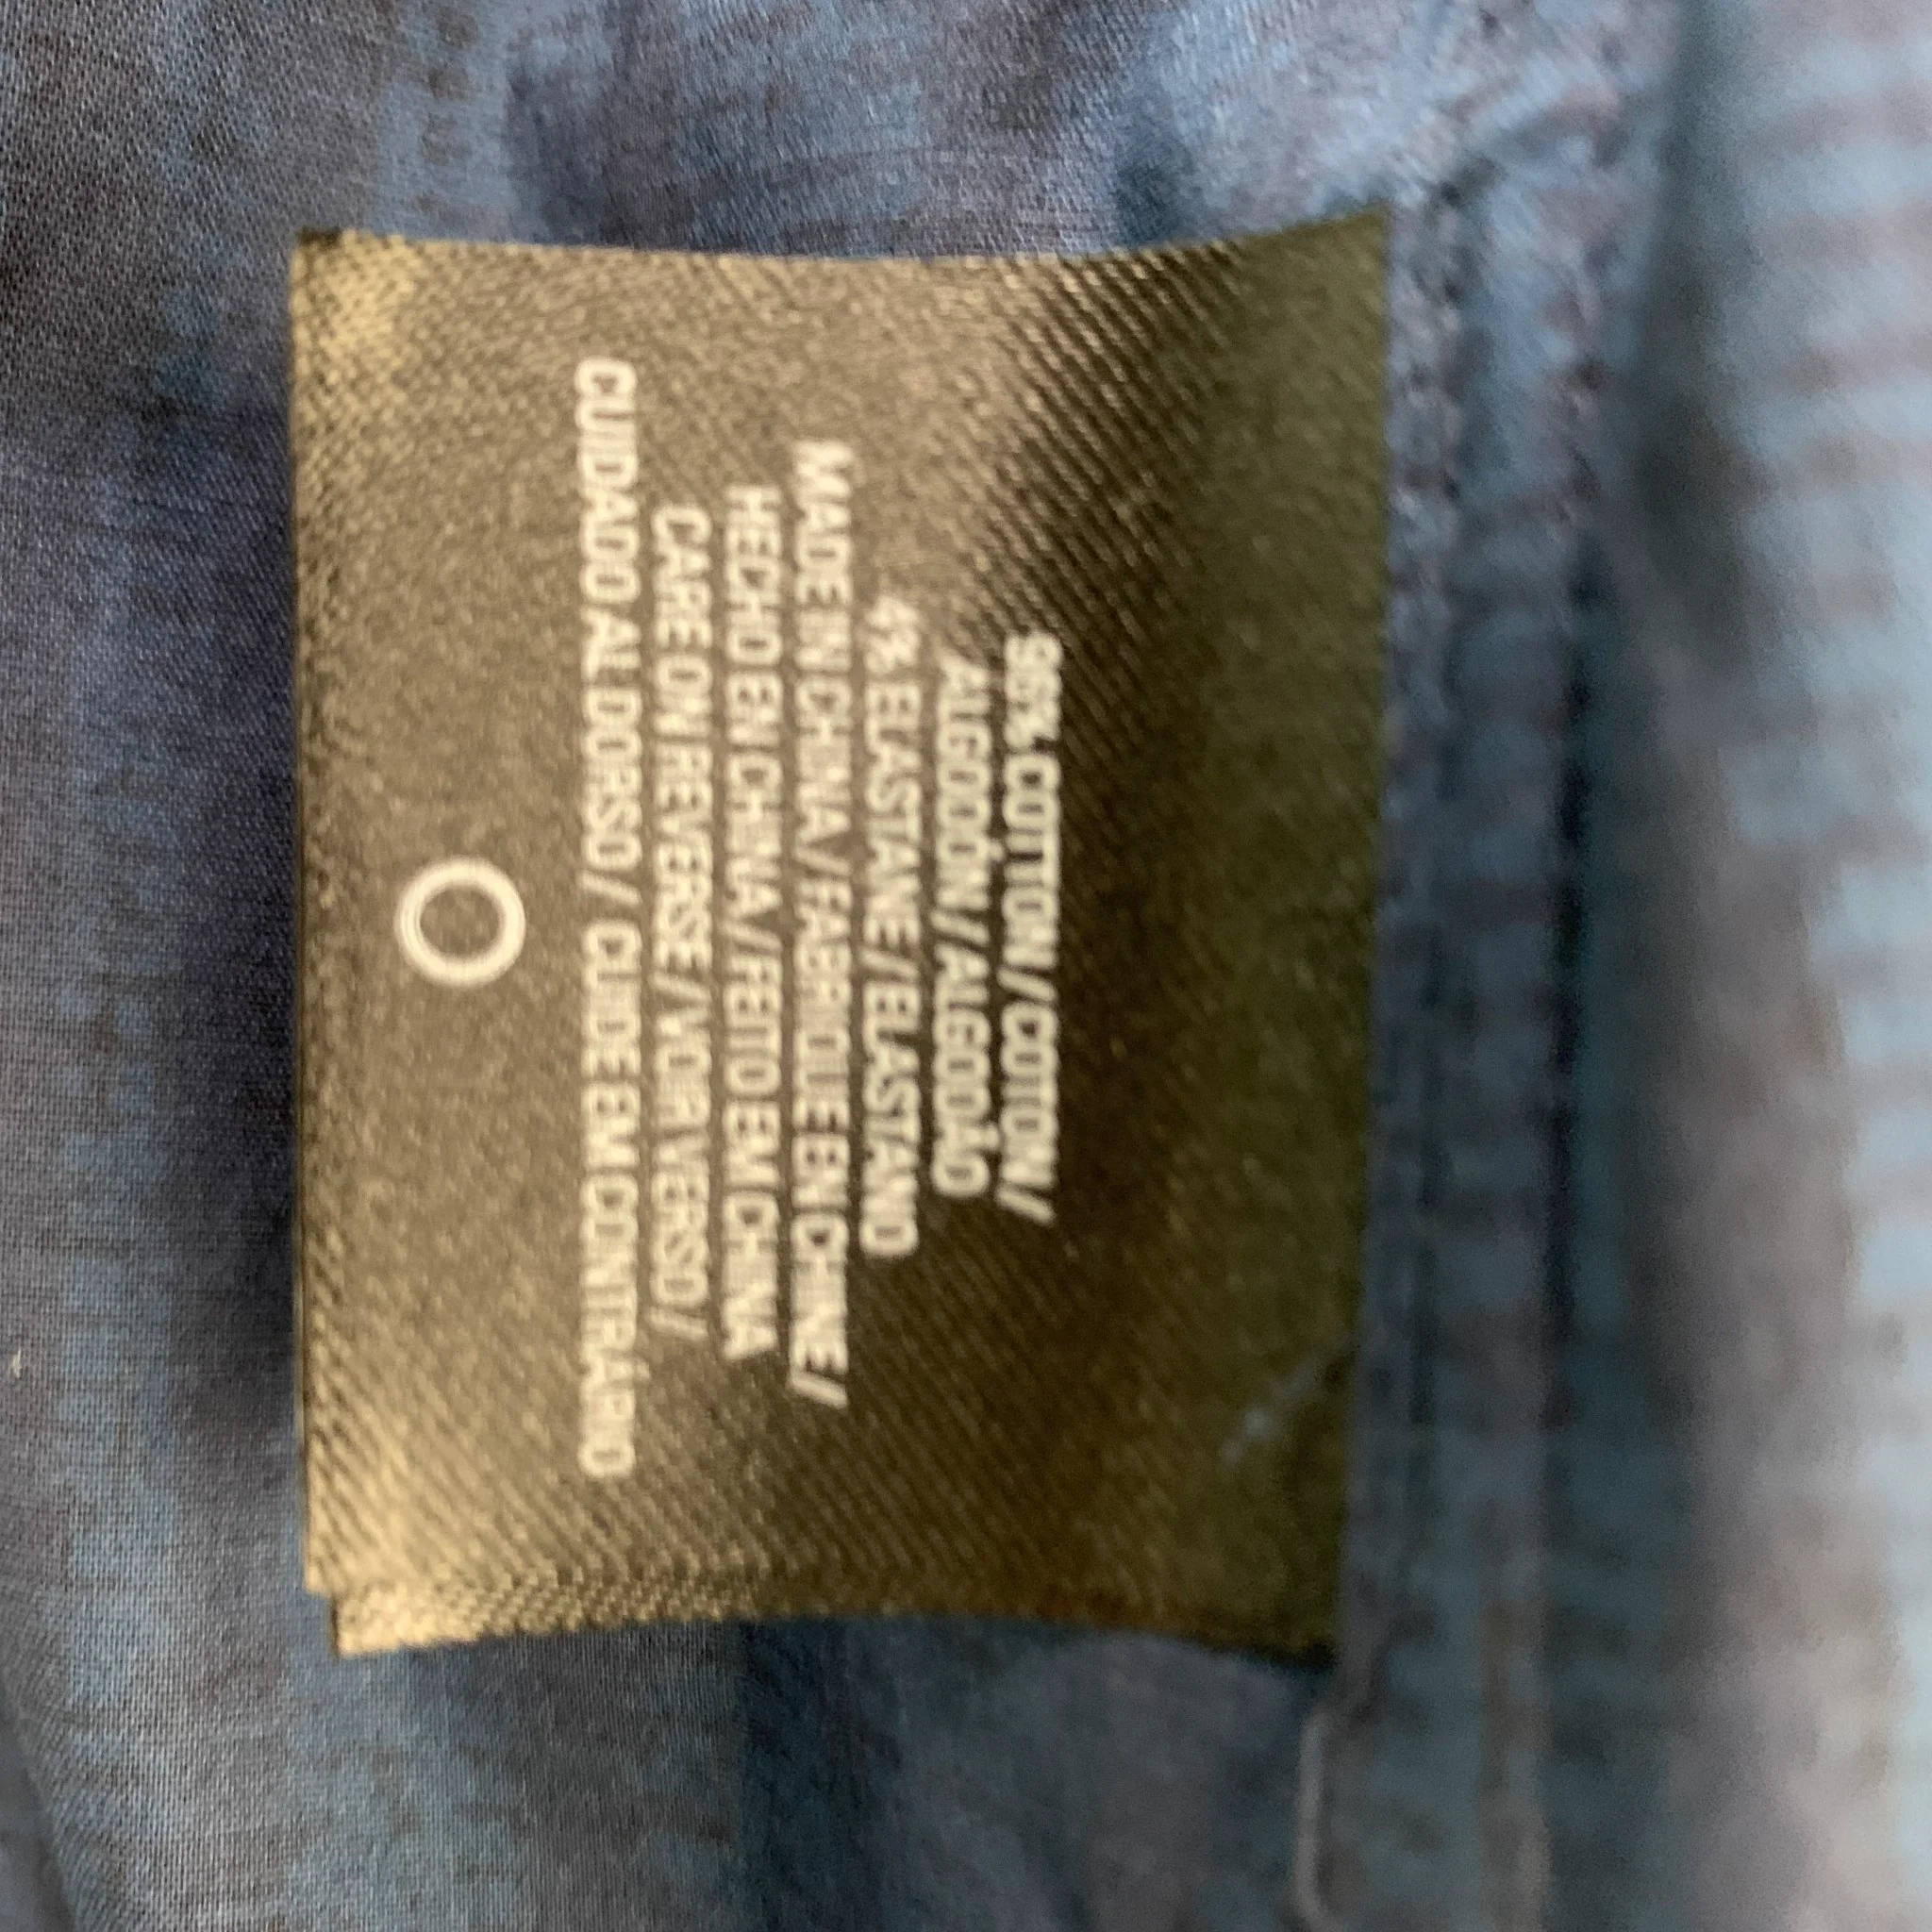 96% COTTON / COTON /
ALGODÓN / ALGODÃO
4% ELASTANE / ELASTANO
MADE IN CHINA / FABRIQUE EN CHINE /
HECHO EN CHINA / FEITO EM CHINA
CARE ON REVERSE / VOIR VERSO /
CUIDADO AL DORSO / CUIDE EM CONTRÁRIO